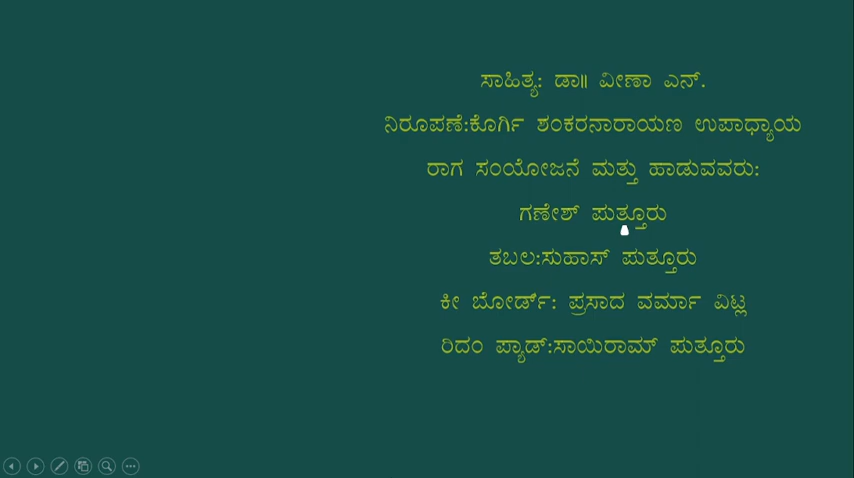 ಸಾಹಿತ್ಯ: ಡಾ॥ ವೀಣಾ ಎನ್.
ನಿರೂಪಣೆ:ಕೊರ್ಗಿ ಶಂಕರನಾರಾಯಣ ಉಪಾಧ್ಯಾಯ
ರಾಗ ಸಂಯೋಜನೆ ಮತ್ತು ಹಾಡುವವರು:
ಗಣೇಶ್ ಪುತ್ತೂರು
ತಬಲ:ಸುಹಾಸ್ ಪುತ್ತೂರು
ಕೀ ಬೋರ್ಡ್: ಪ್ರಸಾದ ವರ್ಮಾ ವಿಟ್ಲ
ರಿದಂ ಪ್ಯಾಡ್:ಸಾಯಿರಾಮ್ ಪುತ್ತೂರು